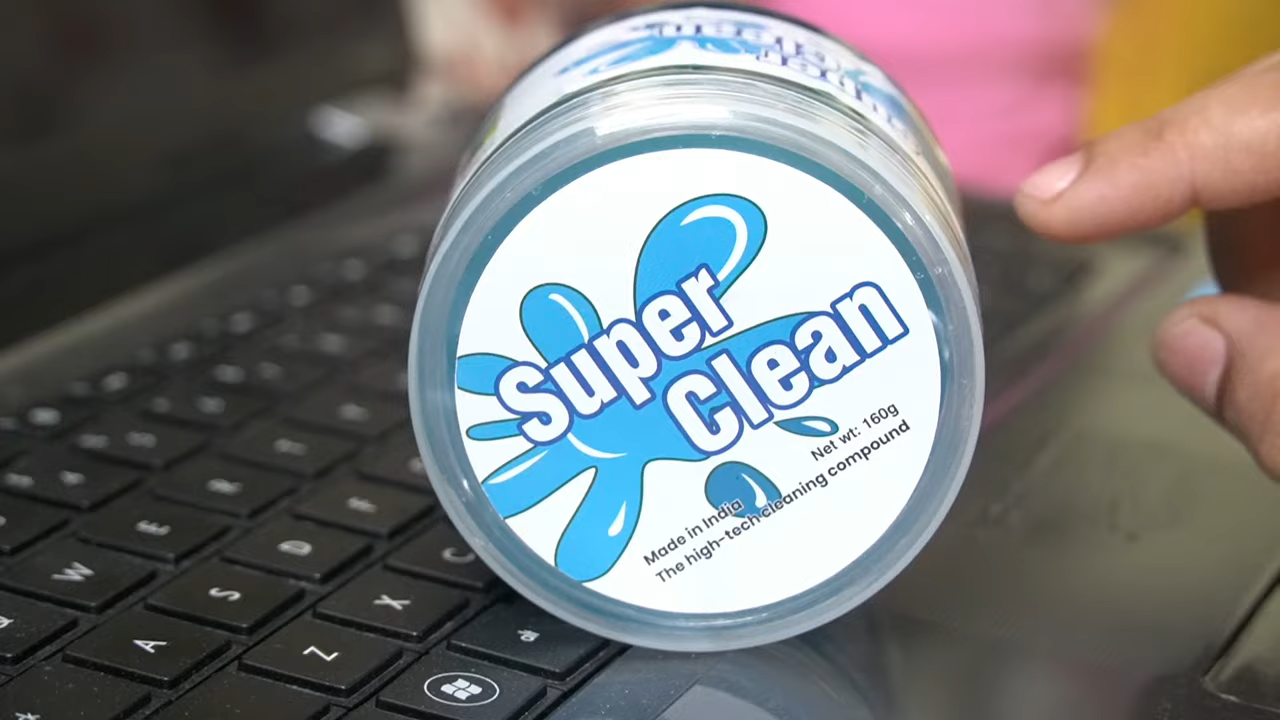 Super
Clean
Net wt: 160g
Made in India
The high-tech cleaning compound
W
E
R
T
S
D
F
A
Z
X
C